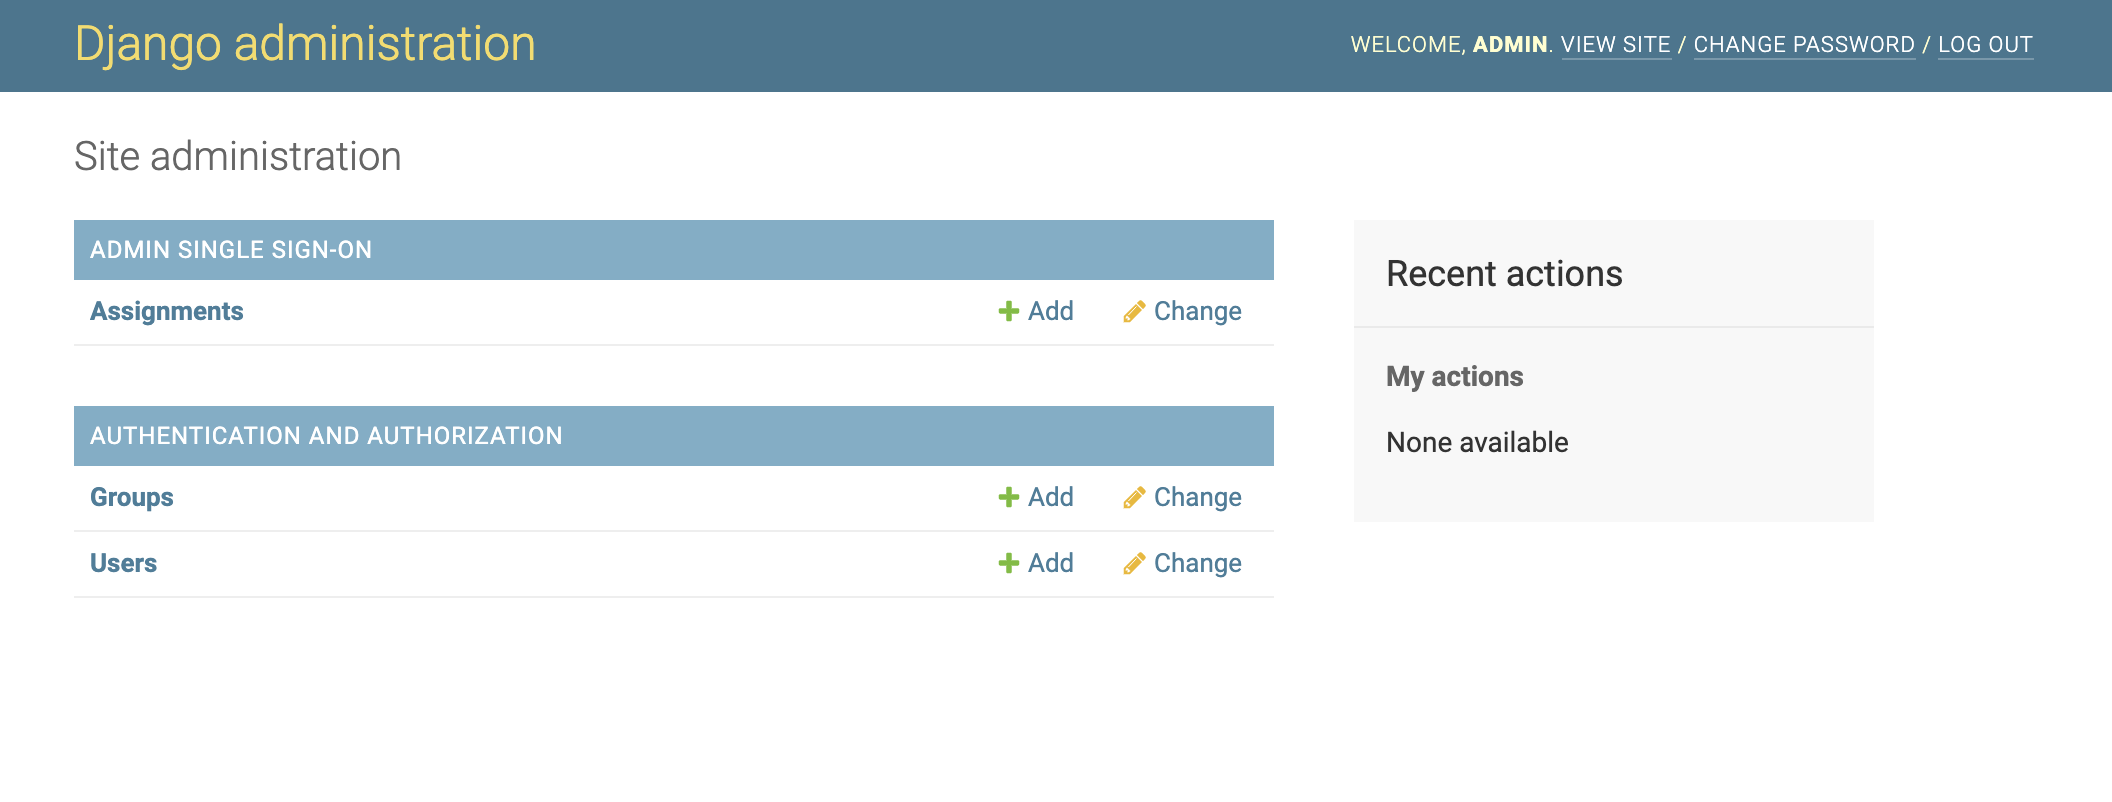 Django administration
WELCOME, ADMIN. VIEW SITE / CHANGE PASSWORD / LOG OUT
Site administration
ADMIN SINGLE SIGN-ON
Assignments Add Change
AUTHENTICATION AND AUTHORIZATION
Groups Add Change
Users Add Change
Recent actions
My actions
None available